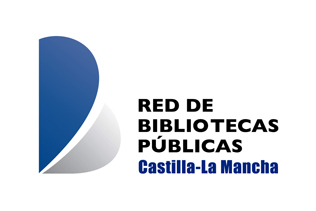 RED DE
BIBLIOTECAS
PÚBLICAS
Castilla-La Mancha